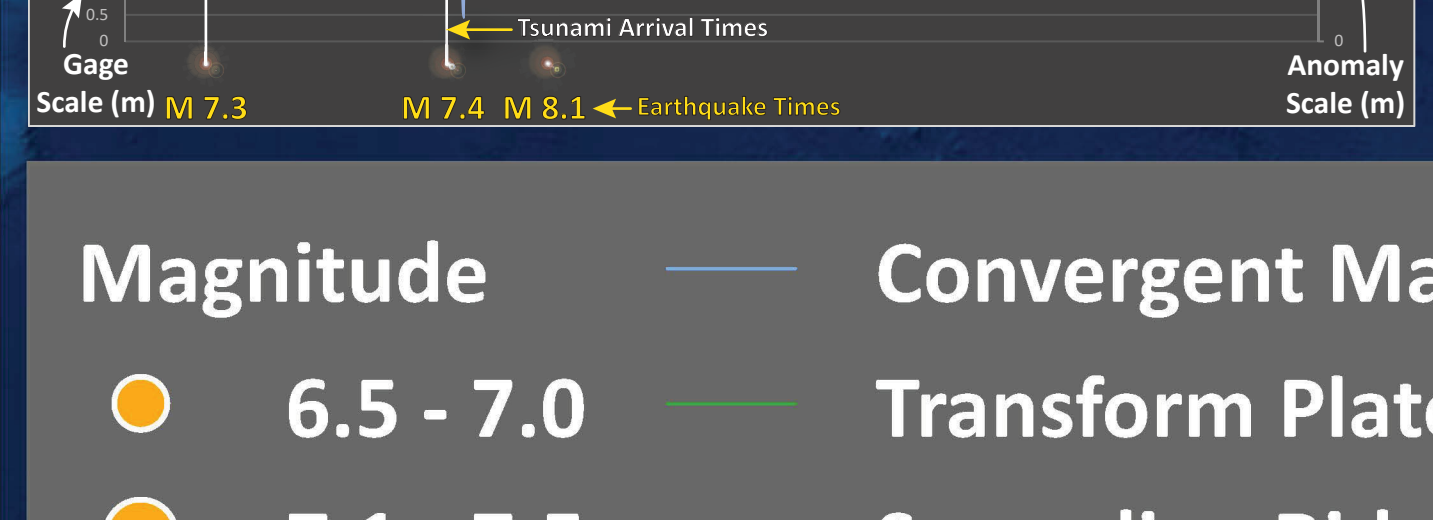 0.5
Tsunami Arrival Times
0
0
Gage
Scale (m)
Anomaly
Scale (m)
M 7.3
M 7.4
M 8.1
Earthquake Times
Magnitude
Convergent Ma
6.5 - 7.0
Transform Plat